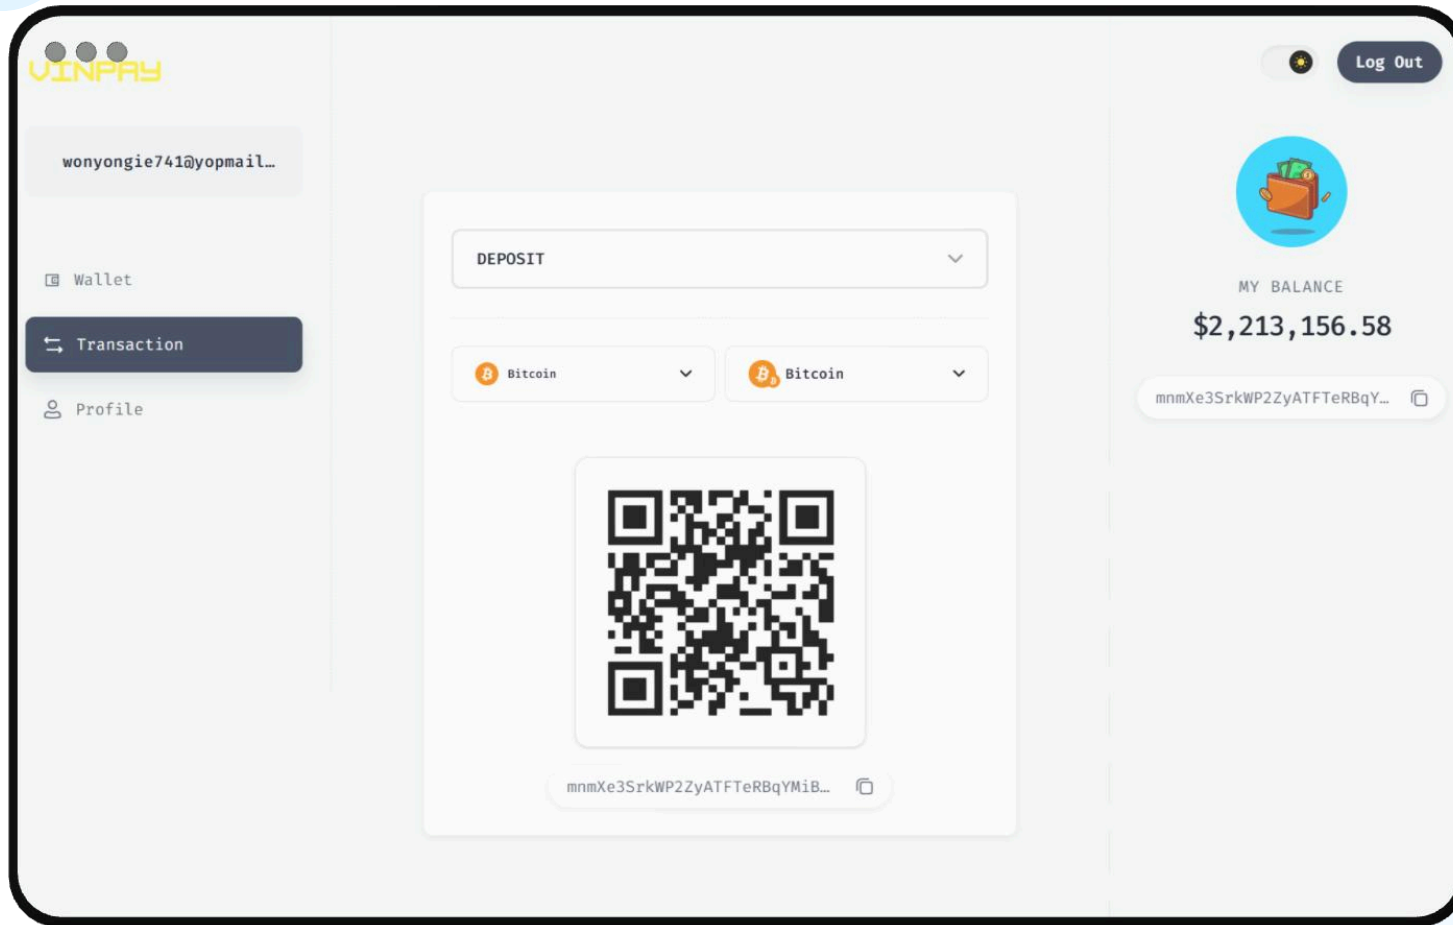 VINPAY
Log Out
wonyongie741@yopmail…
Wallet
Transaction
Profile
DEPOSIT
Bitcoin
Bitcoin
mnmXe3SrkWP2ZyATFTeRBqYMiB…
MY BALANCE
$2,213,156.58
mnmXe3SrkWP2ZyATFTeRBqY…